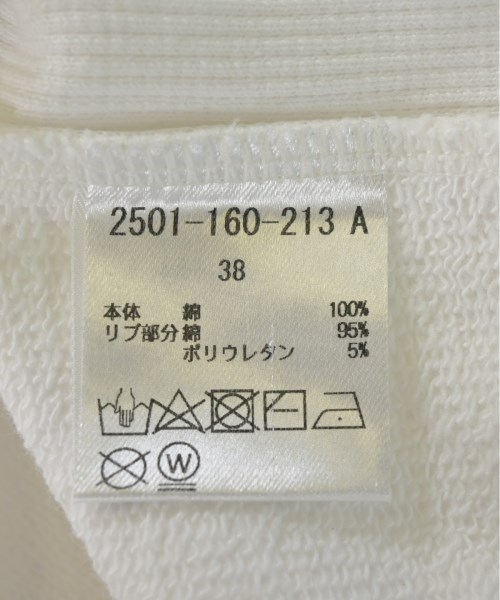 2501-160-213 A
38
本体 綿 100%
リブ部分 綿 95%
ポリウレタン 5%
W